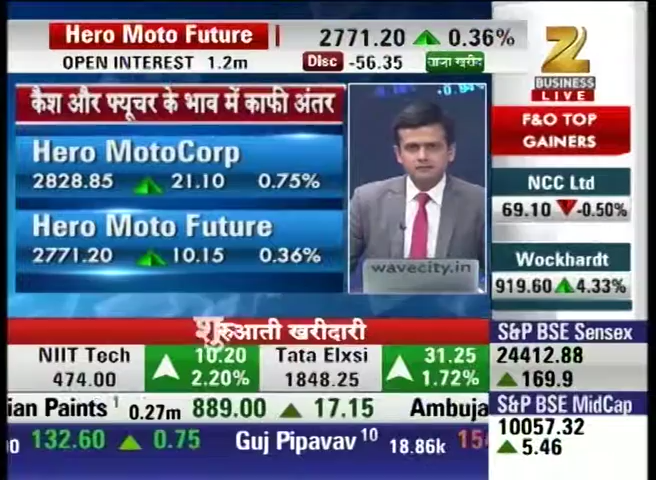 Hero Moto Future
2771.20 0.36%
OPEN INTEREST 1.2m
Disc -56.35 ताजा खरीद
Z
BUSINESS
LIVE
कैश और फ्यूचर के भाव में काफी अंतर
Hero MotoCorp
2828.85 21.10 0.75%
Hero Moto Future
2771.20 10.15 0.36%
wavecity.in
F&O TOP
GAINERS
NCC Ltd
69.10 -0.50%
Wockhardt
919.60 4.33%
शुरुआती खरीदारी
NIIT Tech 10.20 Tata Elxsi 31.25
474.00 2.20% 1848.25 1.72%
ian Paints 1 0.27m 889.00 17.15 Ambuja
132.60 0.75 Guj Pipavav 10 18.86k 15
S&P BSE Sensex
24412.88
169.9
S&P BSE MidCap
10057.32
5.46